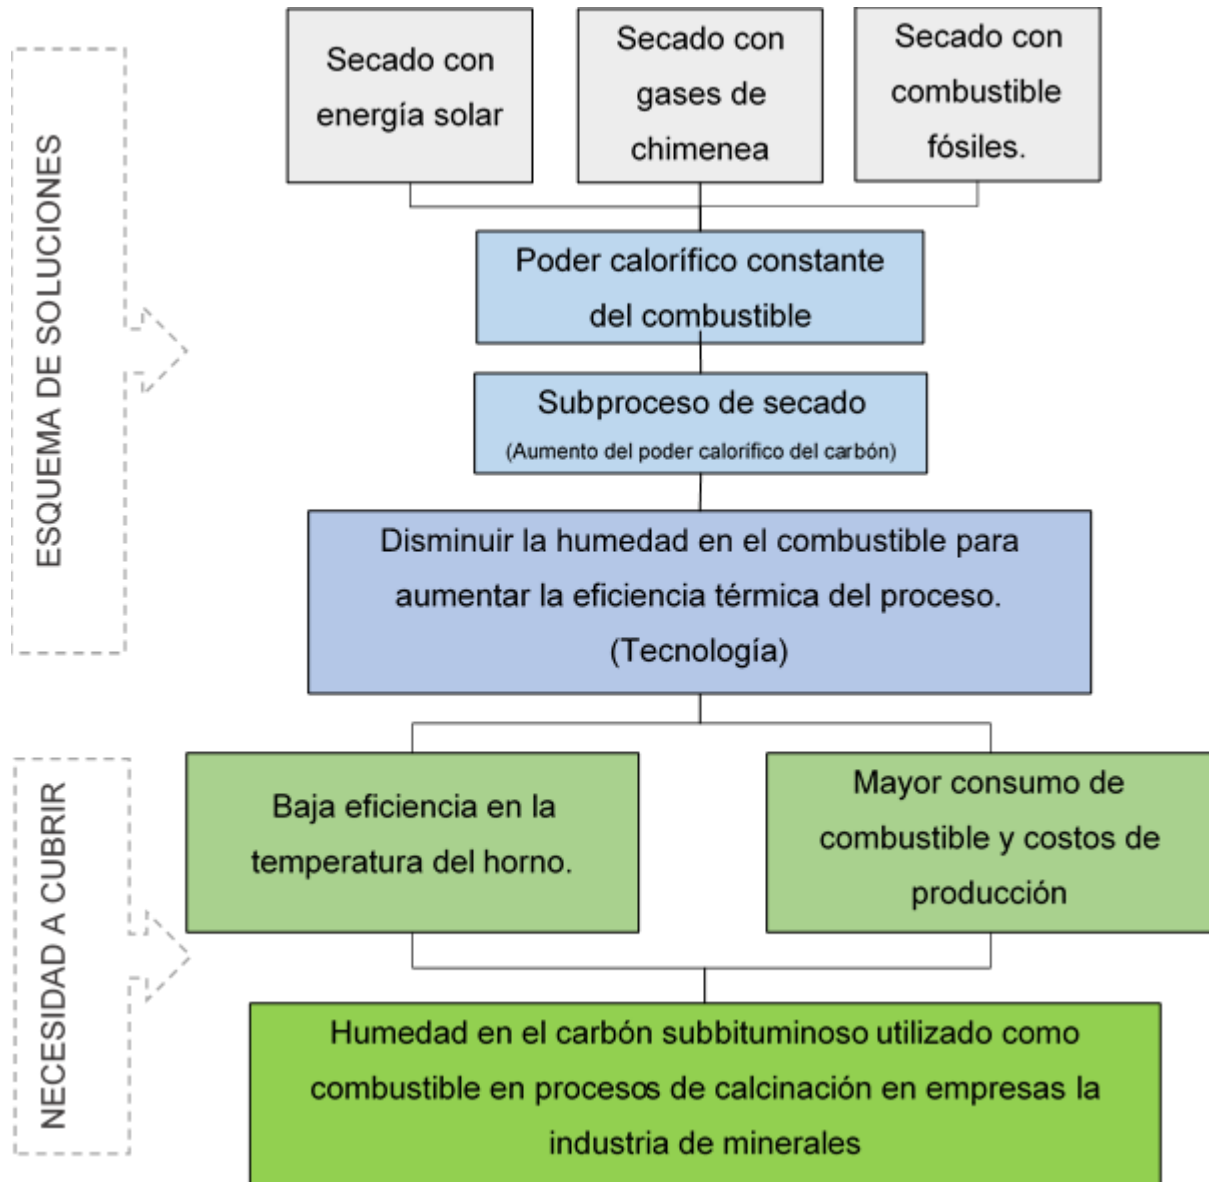 ESQUEMA DE SOLUCIONES
Secado con
energía solar
Secado con
gases de
chimenea
Secado con
combustible
fósiles.
Poder calorífico constante
del combustible
Subproceso de secado
(Aumento del poder calorífico del carbón)
Disminuir la humedad en el combustible para
aumentar la eficiencia térmica del proceso.
(Tecnología)
NECESIDAD A CUBRIR
Baja eficiencia en la
temperatura del horno.
Mayor consumo de
combustible y costos de
producción
Humedad en el carbón subbituminoso utilizado como
combustible en procesos de calcinación en empresas la
industria de minerales